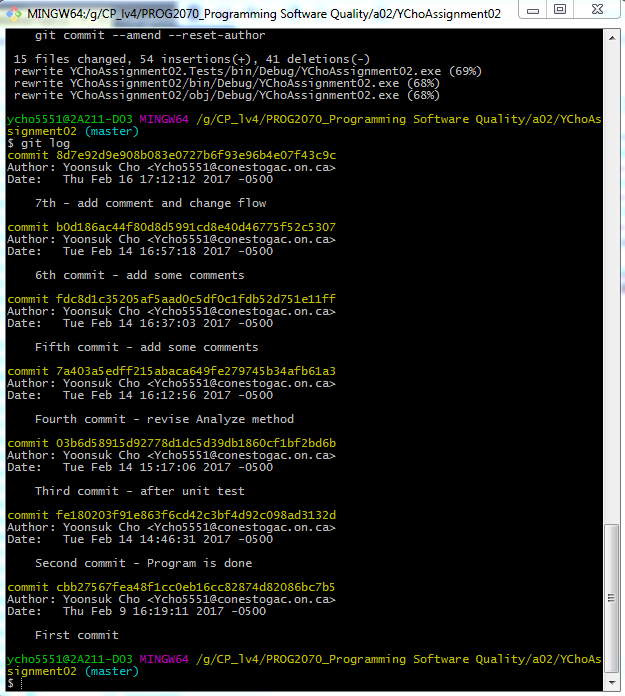 MINGW64:/g/CP_lv4/PROG2070_Programming Software Quality/a02/YChoAssignment02
git commit --amend --reset-author
15 files changed, 54 insertions(+), 41 deletions(-)
rewrite YChoAssignment02.Tests/bin/Debug/YChoAssignment02.exe (69%)
rewrite YChoAssignment02/bin/Debug/YChoAssignment02.exe (68%)
rewrite YChoAssignment02/obj/Debug/YChoAssignment02.exe (68%)
ycho5551@2A211-D03 MINGW64 /g/CP_lv4/PROG2070_Programming Software Quality/a02/YChoAs
signment02 (master)
$ git log
commit 8d7e92d9e908b083e0727b6f93e96b4e07f43c9c
Author: Yoonsuk Cho <Ycho5551@conestogac.on.ca>
Date:   Thu Feb 16 17:12:12 2017 -0500
7th - add comment and change flow
commit b0d186ac44f80d8d5991cd8e40d46775f52c5307
Author: Yoonsuk Cho <Ycho5551@conestogac.on.ca>
Date:   Tue Feb 14 16:57:18 2017 -0500
6th commit - add some comments
commit fdc8d1c35205af5aad0c5df0c1fdb52d751e11ff
Author: Yoonsuk Cho <Ycho5551@conestogac.on.ca>
Date:   Tue Feb 14 16:37:03 2017 -0500
Fifth commit - add some comments
commit 7a403a5edff215abaca649fe279745b34afb61a3
Author: Yoonsuk Cho <Ycho5551@conestogac.on.ca>
Date:   Tue Feb 14 16:12:56 2017 -0500
Fourth commit - revise Analyze method
commit 03b6d58915d92778d1dc5d39db1860cf1bf2bd6b
Author: Yoonsuk Cho <Ycho5551@conestogac.on.ca>
Date:   Tue Feb 14 15:17:06 2017 -0500
Third commit - after unit test
commit fe180203f91e863f6cd42c3bf4d92c098ad3132d
Author: Yoonsuk Cho <Ycho5551@conestogac.on.ca>
Date:   Tue Feb 14 14:46:31 2017 -0500
Second commit - Program is done
commit cbb27567fea48f1cc0eb16cc82874d82086bc7b5
Author: Yoonsuk Cho <Ycho5551@conestogac.on.ca>
Date:   Thu Feb 9 16:19:11 2017 -0500
First commit
ycho5551@2A211-D03 MINGW64 /g/CP_lv4/PROG2070_Programming Software Quality/a02/YChoAs
signment02 (master)
$